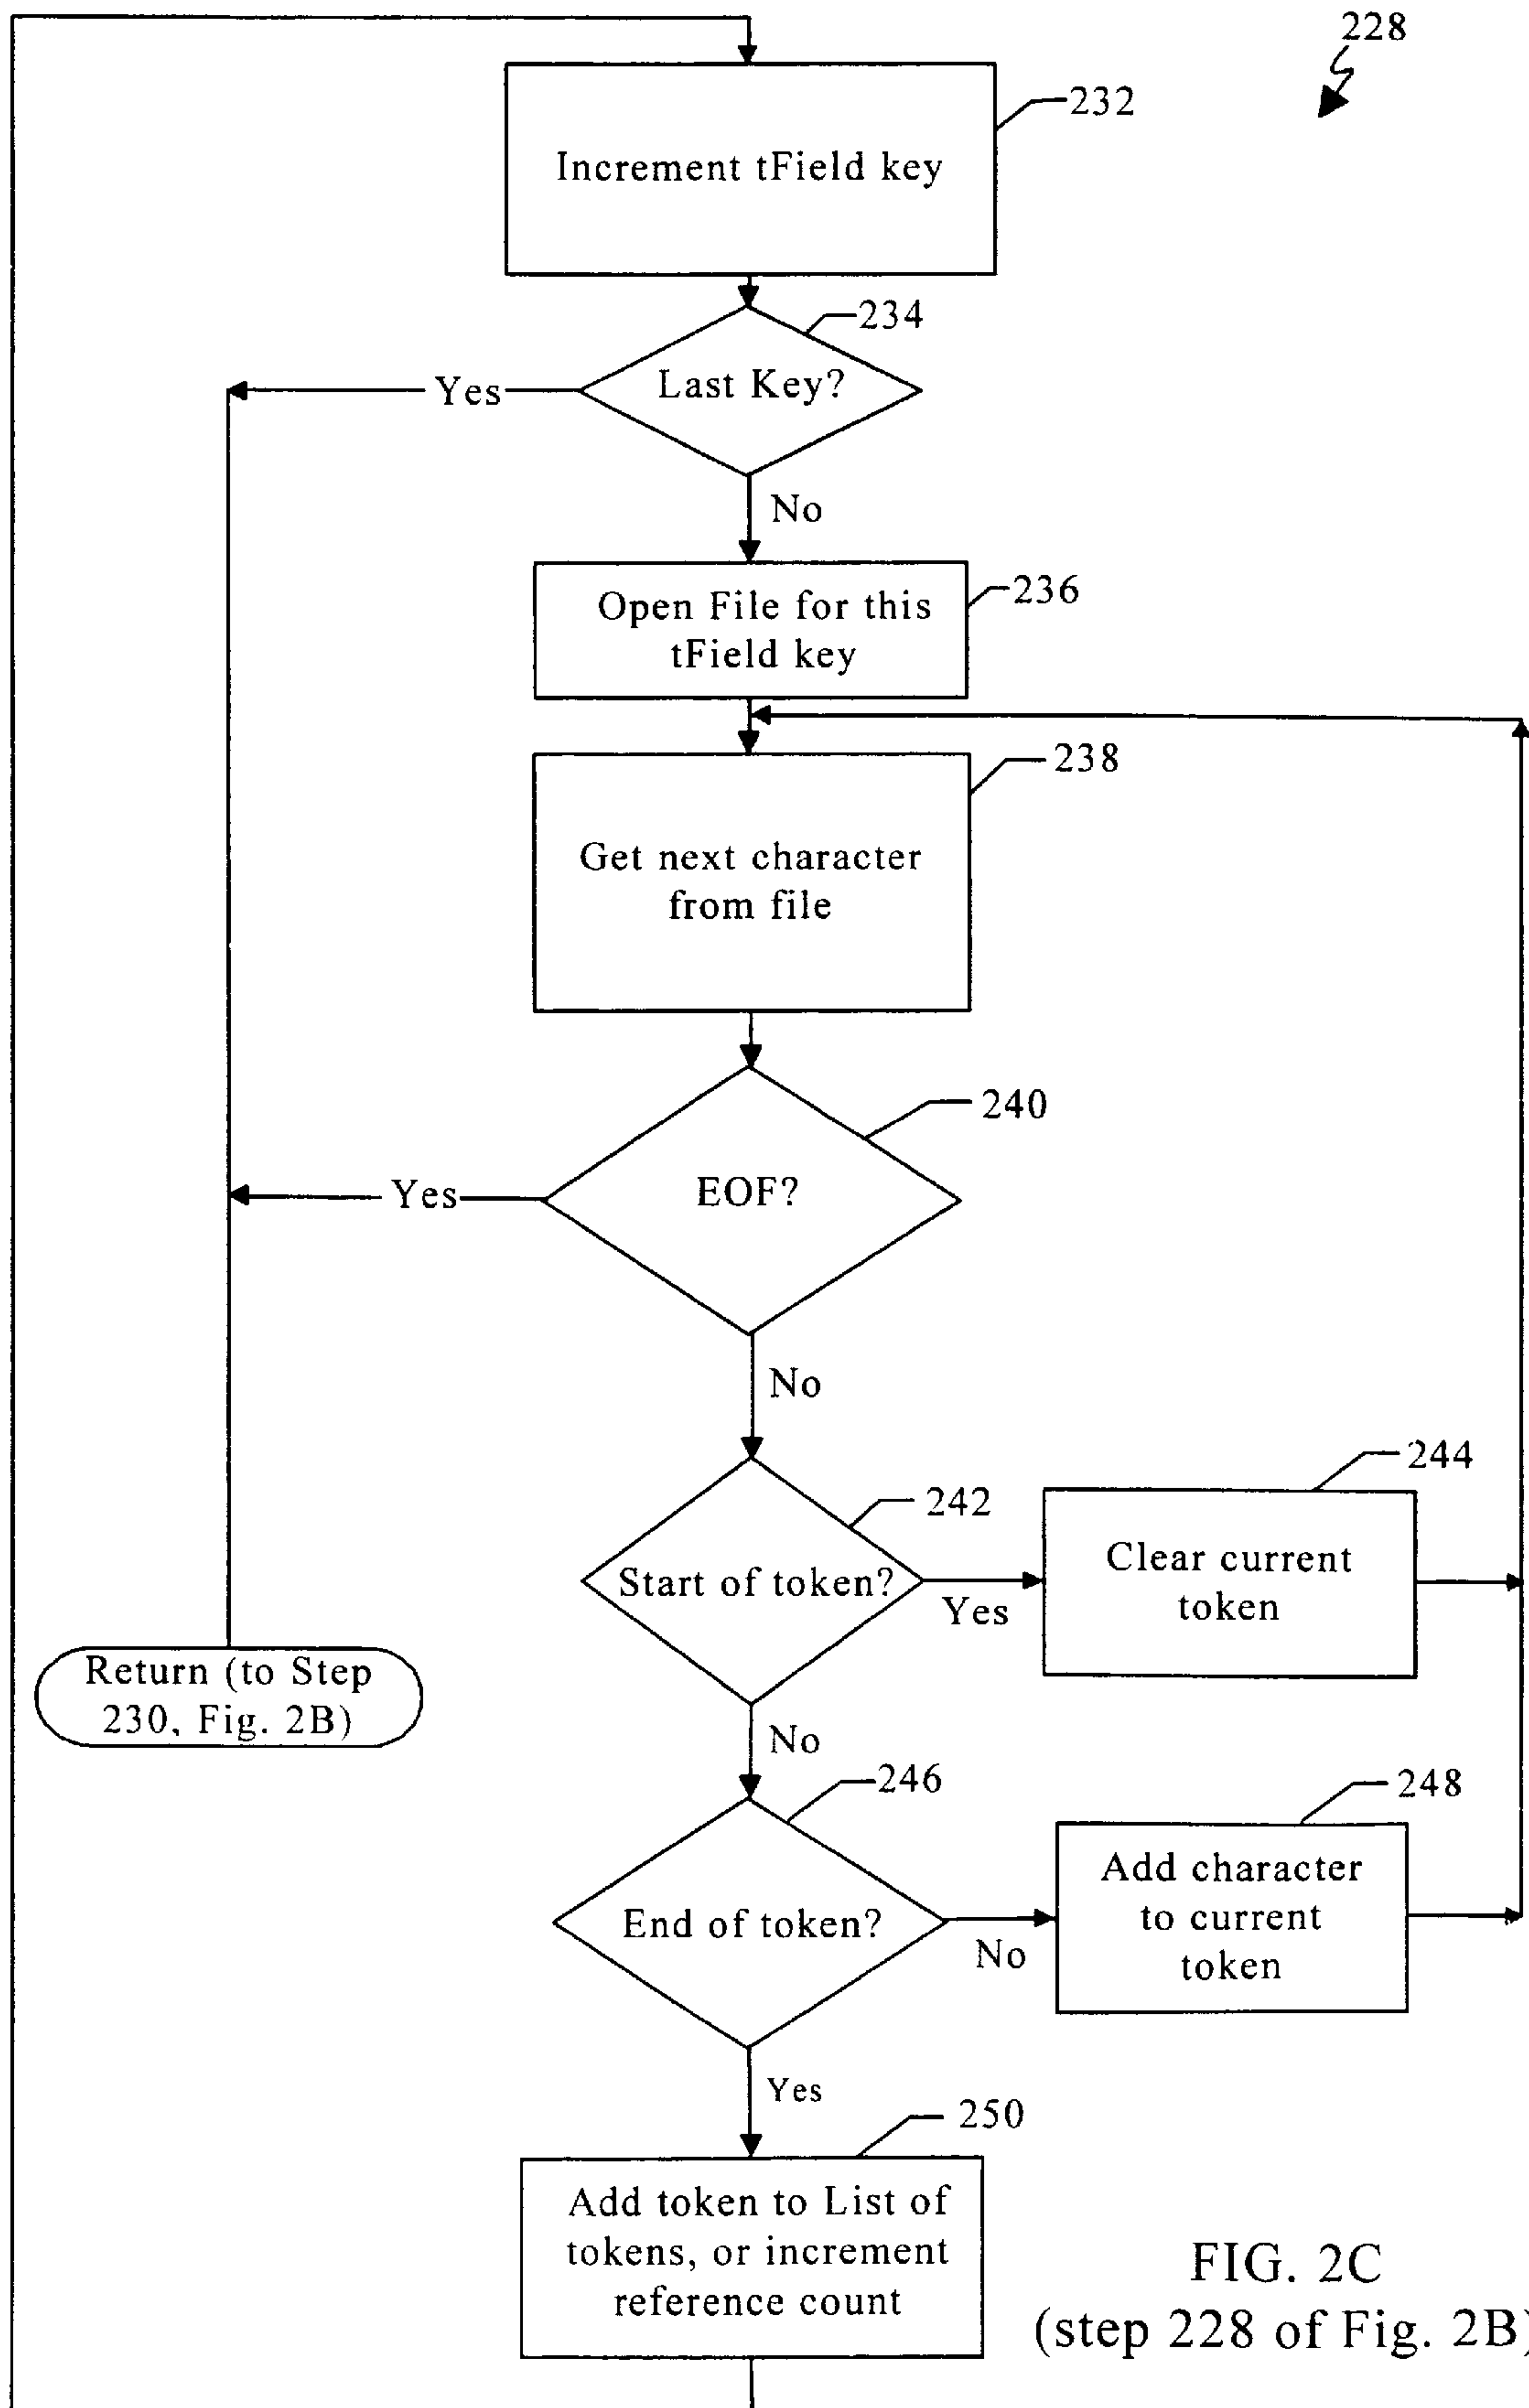 228
232
Increment tField key
234
Last Key?
Yes
No
Open File for this
tField key
236
238
Get next character
from file
240
EOF?
Yes
No
242
Start of token?
Yes
244
Clear current
token
Return (to Step
230, Fig. 2B)
No
246
End of token?
No
248
Add character
to current
token
Yes
250
Add token to List of
tokens, or increment
reference count
FIG. 2C
(step 228 of Fig. 2B)